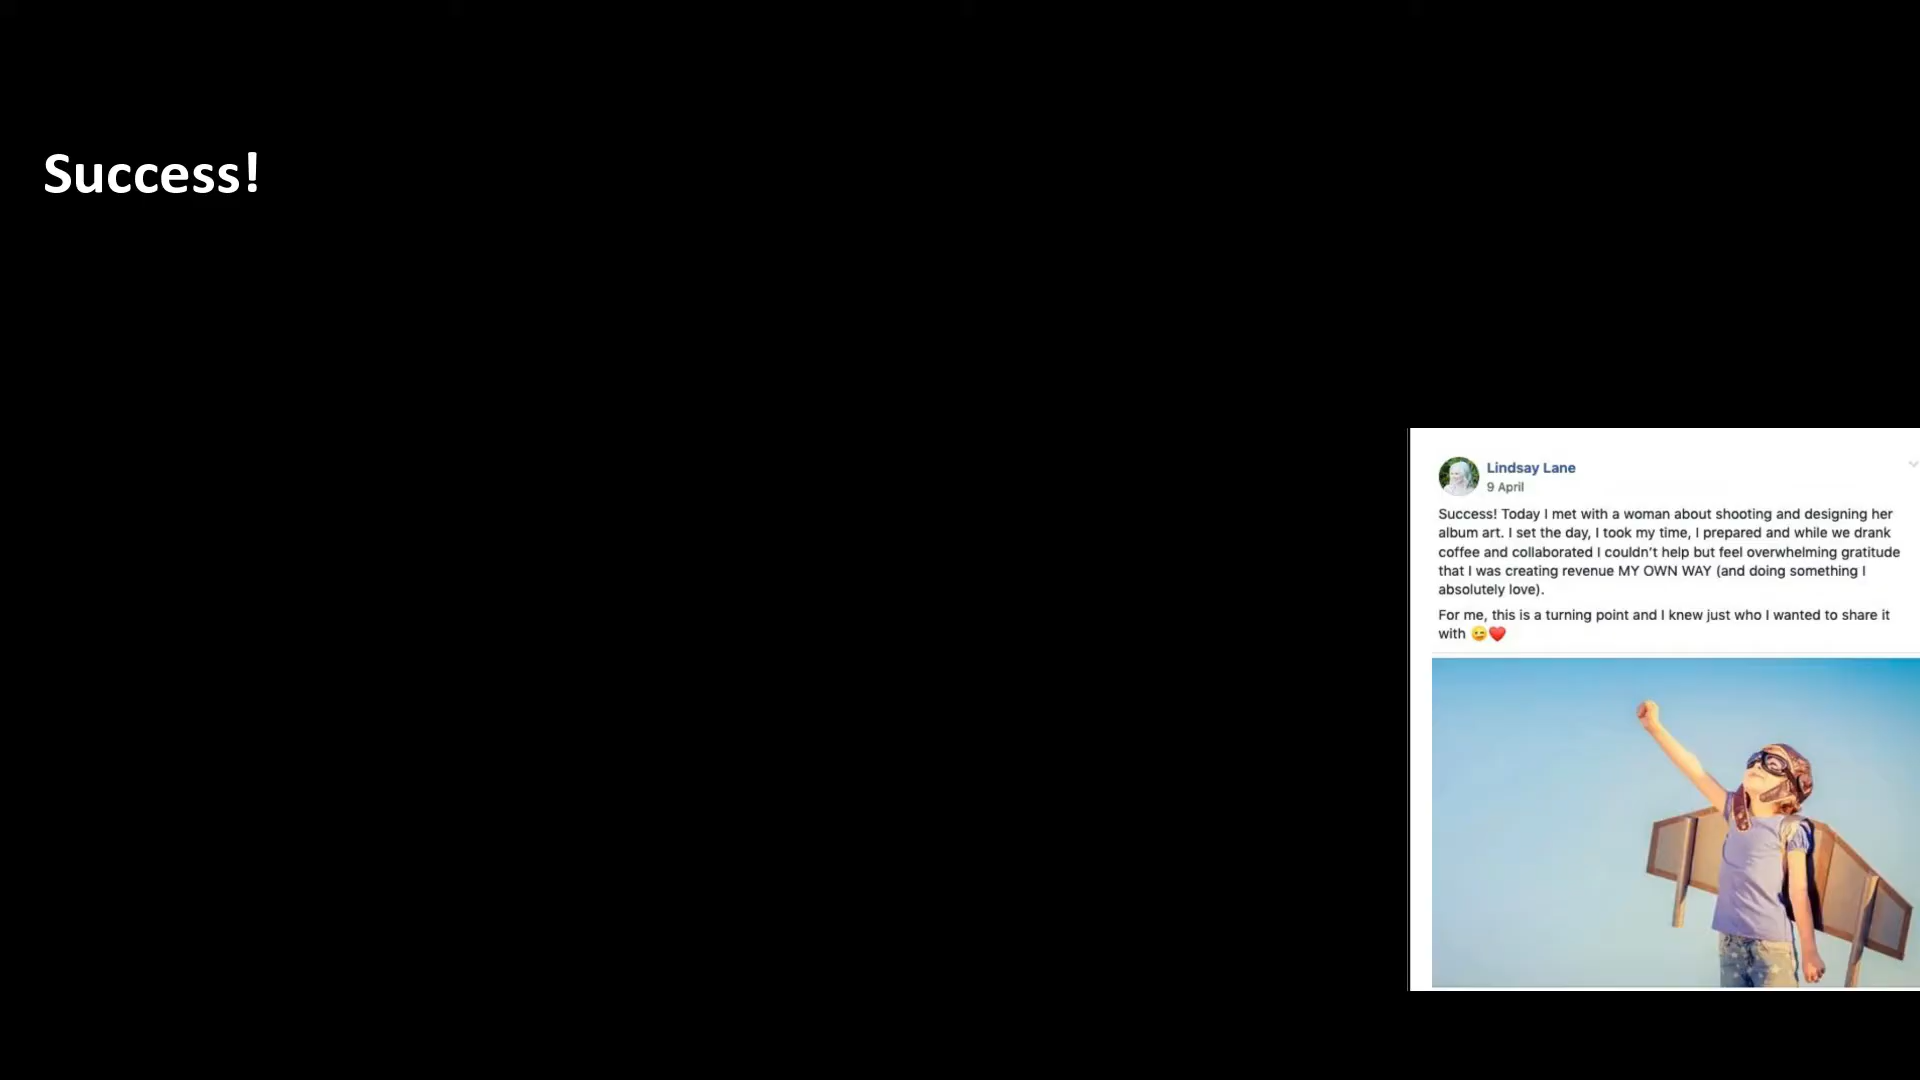 Success!
Lindsay Lane
9 April
Success! Today I met with a woman about shooting and designing her
album art. I set the day, I took my time, I prepared and while we drank
coffee and collaborated I couldn't help but feel overwhelming gratitude
that I was creating revenue MY OWN WAY (and doing something I
absolutely love).
For me, this is a turning point and I knew just who I wanted to share it
with 😉❤️